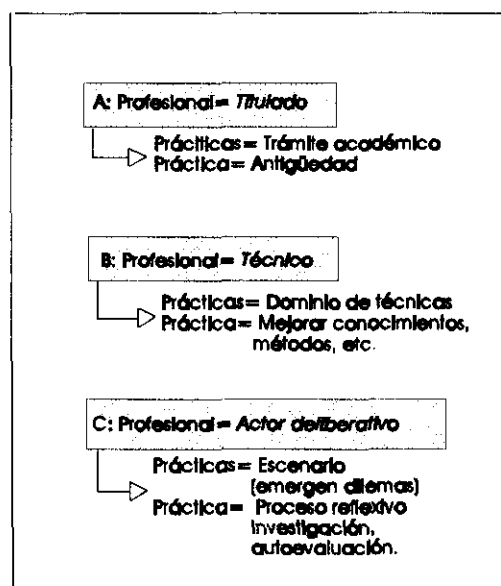 A: Profesional= Titulado
Práciticas= Trámite académico
Práctica= Antigüedad
B: Profesional= Técnico
Prácticas= Dominio de técnicas
Práctica= Mejorar conocimientos,
métodos, etc.
C: Profesional= Actor deliberativo
Prácticas= Escenario
(emergen dilemas)
Práctica= Proceso reflexivo
investigación,
autoevaluación.